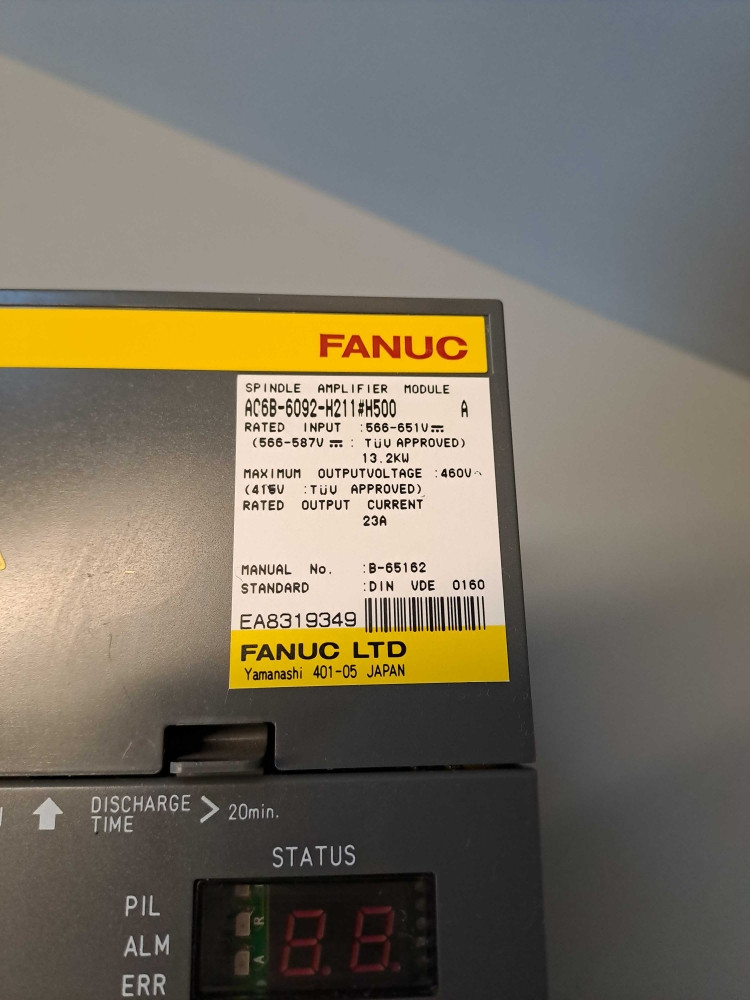 FANUC
SPINDLE AMPLIFIER MODULE
A06B-6092-H211#H500 A
RATED INPUT :566-651V⎓
(566-587V⎓ : TÜV APPROVED)
13.2KW
MAXIMUM OUTPUTVOLTAGE :460V~
(415V :TÜV APPROVED)
RATED OUTPUT CURRENT
23A
MANUAL No. :B-65162
STANDARD :DIN VDE 0160
EA8319349
FANUC LTD
Yamanashi 401-05 JAPAN
DISCHARGE > 20min.
TIME
STATUS
PIL
ALM
ERR
R
A
8.8.